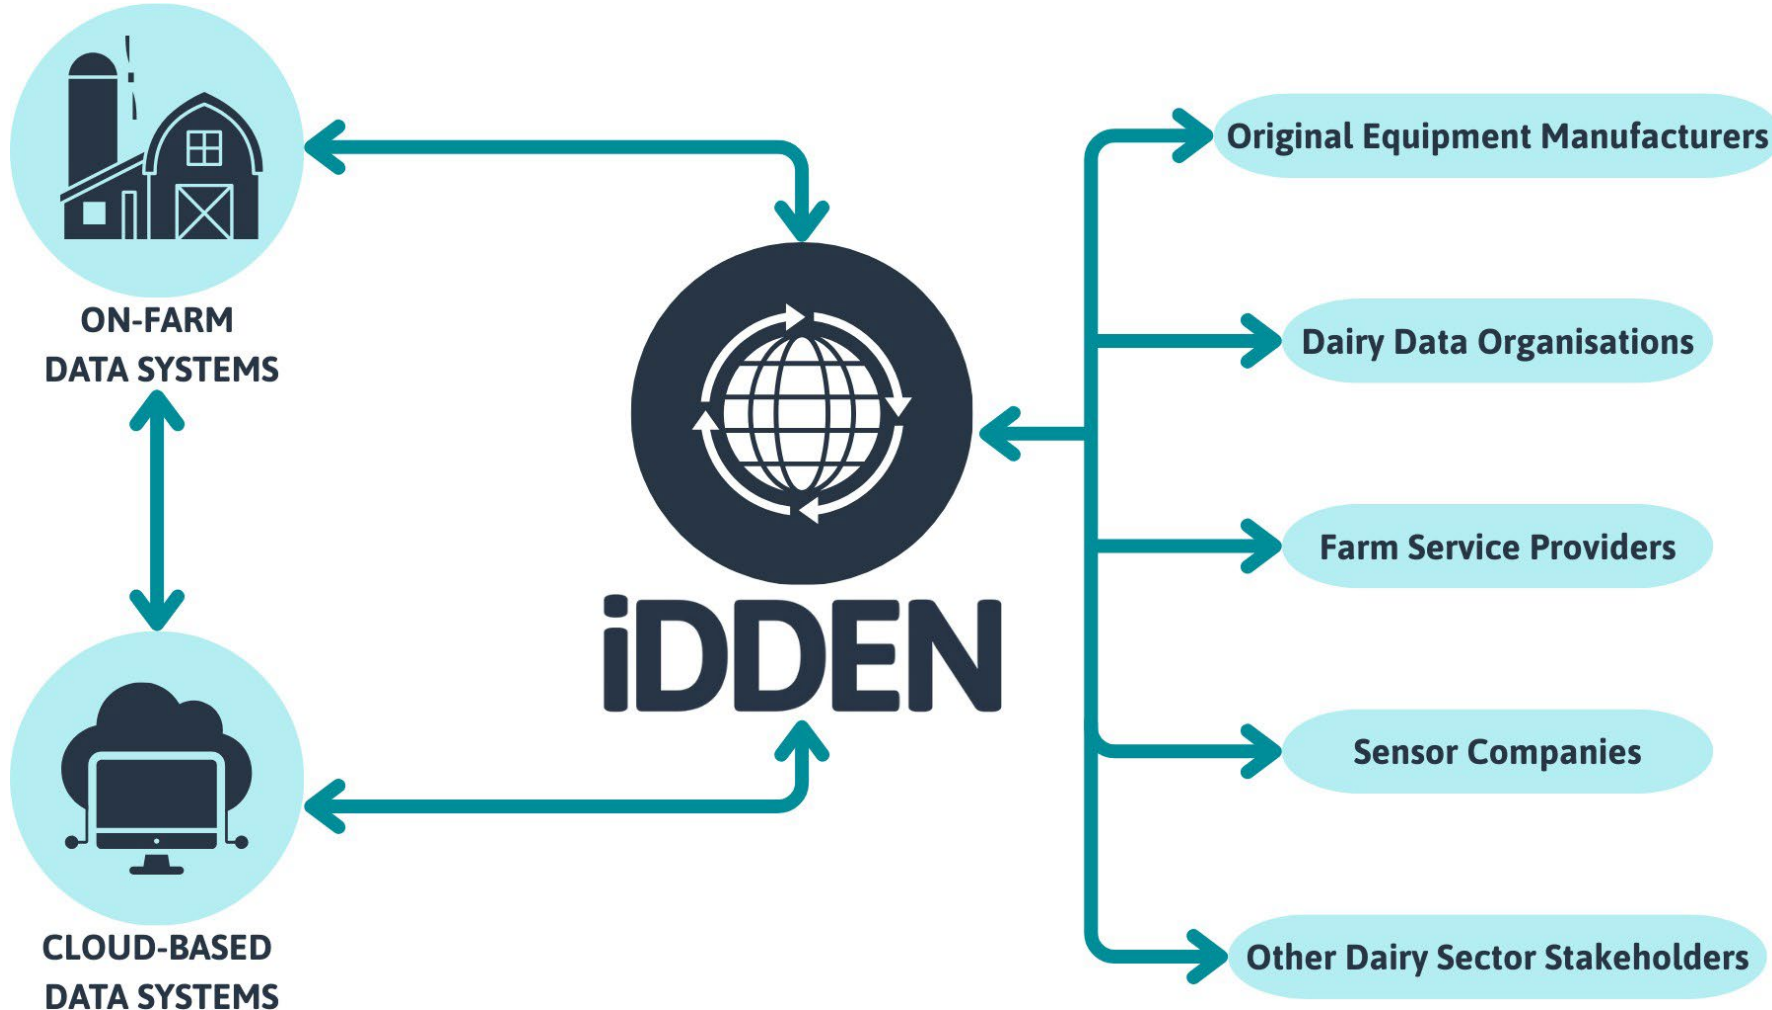 ON-FARM
DATA SYSTEMS
CLOUD-BASED
DATA SYSTEMS
iDDEN
Original Equipment Manufacturers
Dairy Data Organisations
Farm Service Providers
Sensor Companies
Other Dairy Sector Stakeholders